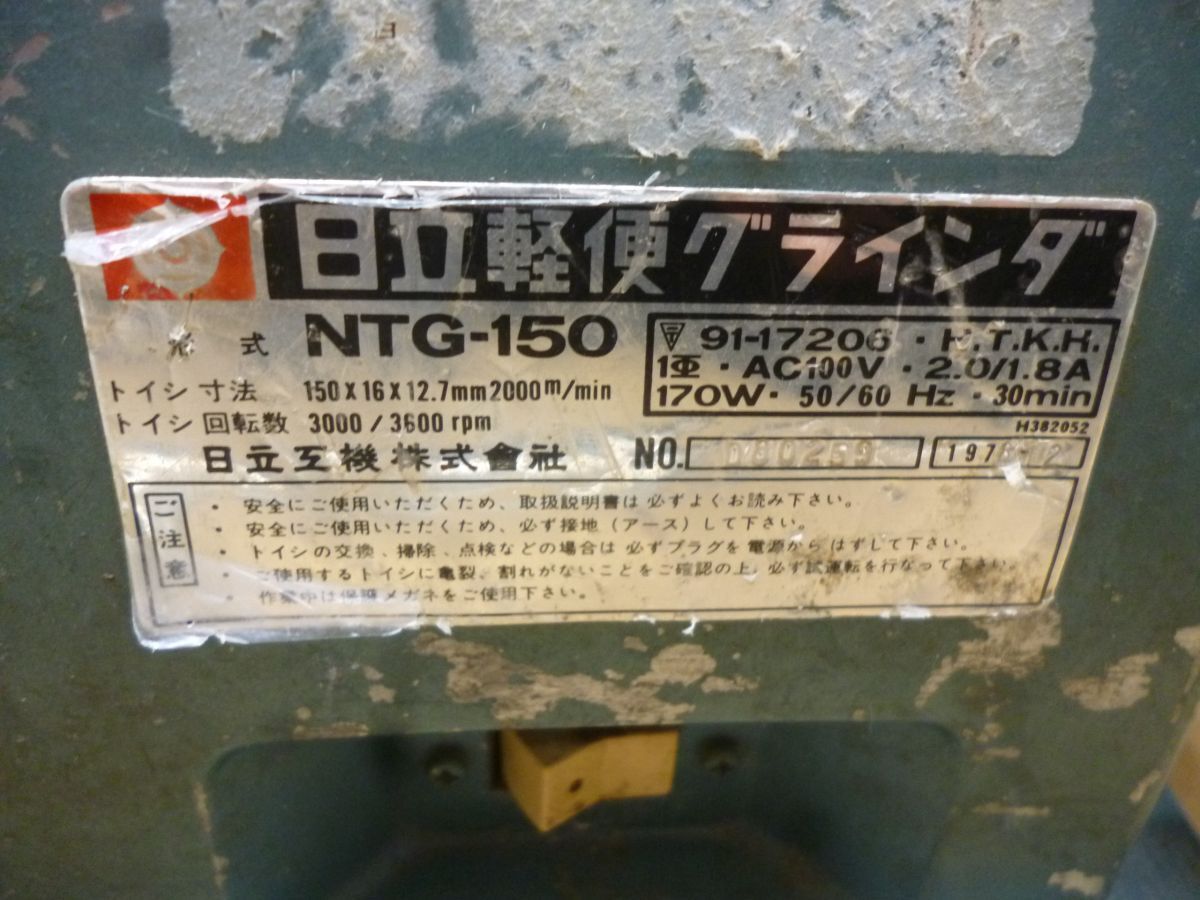 日立軽便グラインダ
形式 NTG-150
〒 91-17206・H.T.K.H.
1φ・AC100V・2.0/1.8A
170W・50/60 Hz・30min
トイシ寸法 150×16×12.7mm2000m/min
トイシ回転数 3000/3600 rpm
H382052
日立工機株式會社 NO.
ご注意
・安全にご使用いただくため、取扱説明書は必ずよくお読み下さい。
・安全にご使用いただくため、必ず接地(アース)して下さい。
・トイシの交換、掃除、点検などの場合は必ずプラグを電源からはずして下さい。
・ご使用するトイシに亀裂、割れがないことをご確認の上、必ず試運転を行なって下さい。
・作業中は保護メガネをご使用下さい。